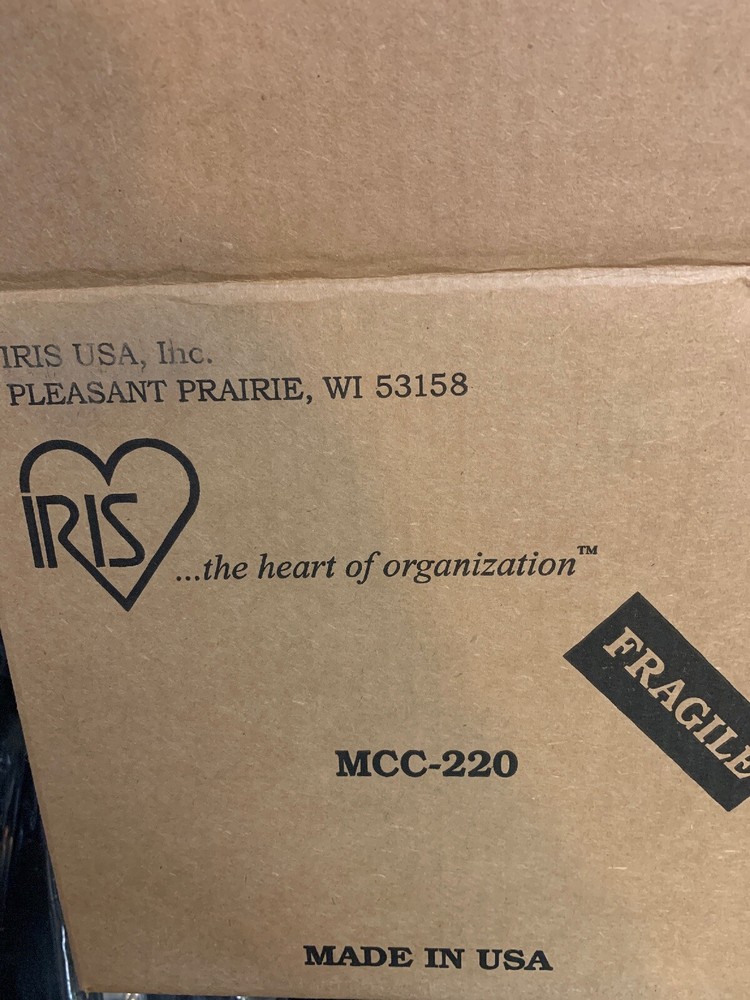 IRIS USA, Inc.
PLEASANT PRAIRIE, WI 53158
IRIS
...the heart of organization™
FRAGILE
MCC-220
MADE IN USA